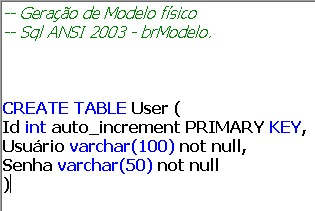 -- Geração de Modelo físico
-- Sql ANSI 2003 - brModelo.
CREATE TABLE User (
Id int auto_increment PRIMARY KEY,
Usuário varchar(100) not null,
Senha varchar(50) not null
)